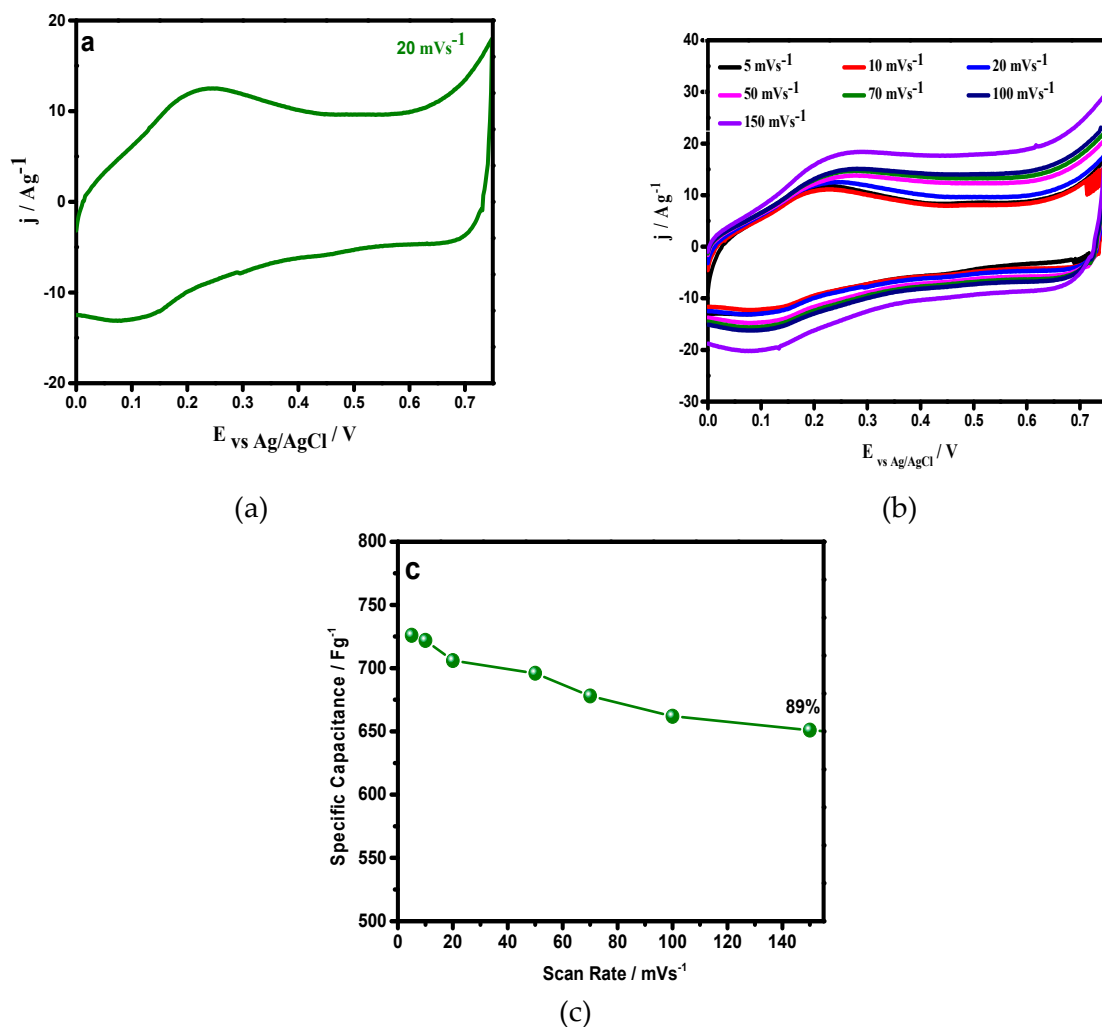 a
20 mVs-1
20
10
0
-10
-20
j / Ag-1
0.0 0.1 0.2 0.3 0.4 0.5 0.6 0.7
E vs Ag/AgCl / V
(a)
5 mVs-1 10 mVs-1 20 mVs-1
50 mVs-1 70 mVs-1 100 mVs-1
150 mVs-1
40
30
20
10
0
-10
-20
-30
j / Ag-1
0.0 0.1 0.2 0.3 0.4 0.5 0.6 0.7
E vs Ag/AgCl / V
(b)
c
800
750
700
650
600
550
500
Specific Capacitance / Fg-1
89%
0 20 40 60 80 100 120 140
Scan Rate / mVs-1
(c)